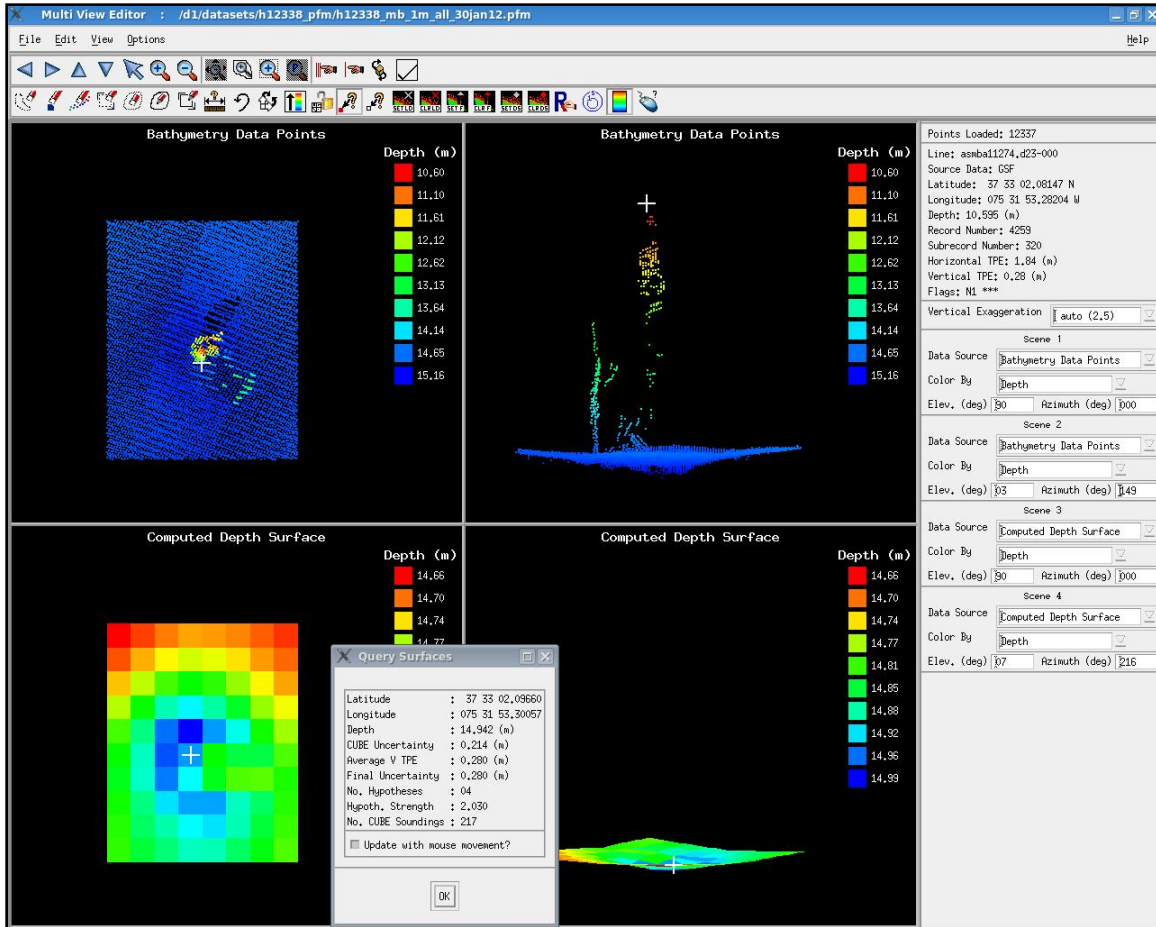 Multi View Editor : /d1/datasets/h12338_pfm/h12338_mb_1m_all_30jan12.pfm
File Edit View Options Help
SETLD CLRLD SETF CLRF SETDS CLRDS R
Bathymetry Data Points
Depth (m)
10.60
11.10
11.61
12.12
12.62
13.13
13.64
14.14
14.65
15.16
Bathymetry Data Points
Depth (m)
10.60
11.10
11.61
12.12
12.62
13.13
13.64
14.14
14.65
15.16
Computed Depth Surface
Depth (m)
14.66
14.70
14.74
14.77
Computed Depth Surface
Depth (m)
14.66
14.70
14.74
14.77
14.81
14.85
14.88
14.92
14.96
14.99
Query Surfaces
Latitude : 37 33 02.09660
Longitude : 075 31 53.30057
Depth : 14.942 (m)
CUBE Uncertainty : 0.214 (m)
Average V TPE : 0.280 (m)
Final Uncertainty : 0.280 (m)
No. Hypotheses : 04
Hypoth. Strength : 2.030
No. CUBE Soundings : 217
Update with mouse movement?
OK
Points Loaded: 12337
Line: asmba11274.d23-000
Source Data: GSF
Latitude: 37 33 02.08147 N
Longitude: 075 31 53.28204 W
Depth: 10.595 (m)
Record Number: 4259
Subrecord Number: 320
Horizontal TPE: 1.84 (m)
Vertical TPE: 0.28 (m)
Flags: N1 ***
Vertical Exaggeration auto (2.5)
Scene 1
Data Source Bathymetry Data Points
Color By Depth
Elev. (deg) 90 Azimuth (deg) 000
Scene 2
Data Source Bathymetry Data Points
Color By Depth
Elev. (deg) 03 Azimuth (deg) 149
Scene 3
Data Source Computed Depth Surface
Color By Depth
Elev. (deg) 90 Azimuth (deg) 000
Scene 4
Data Source Computed Depth Surface
Color By Depth
Elev. (deg) 07 Azimuth (deg) 216